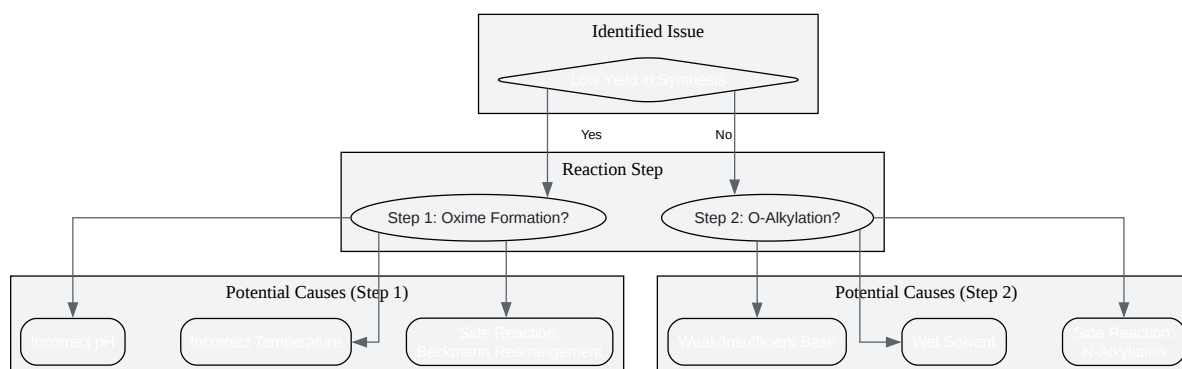 Identified Issue
Low Yield in Synthesis
Yes
No
Reaction Step
Step 1: Oxime Formation?
Step 2: O-Alkylation?
Potential Causes (Step 1)
Incorrect pH
Incorrect Temperature
Side Reaction:
Beckmann Rearrangement
Potential Causes (Step 2)
Weak/Insufficient Base
Wet Solvent
Side Reaction:
N-Alkylation